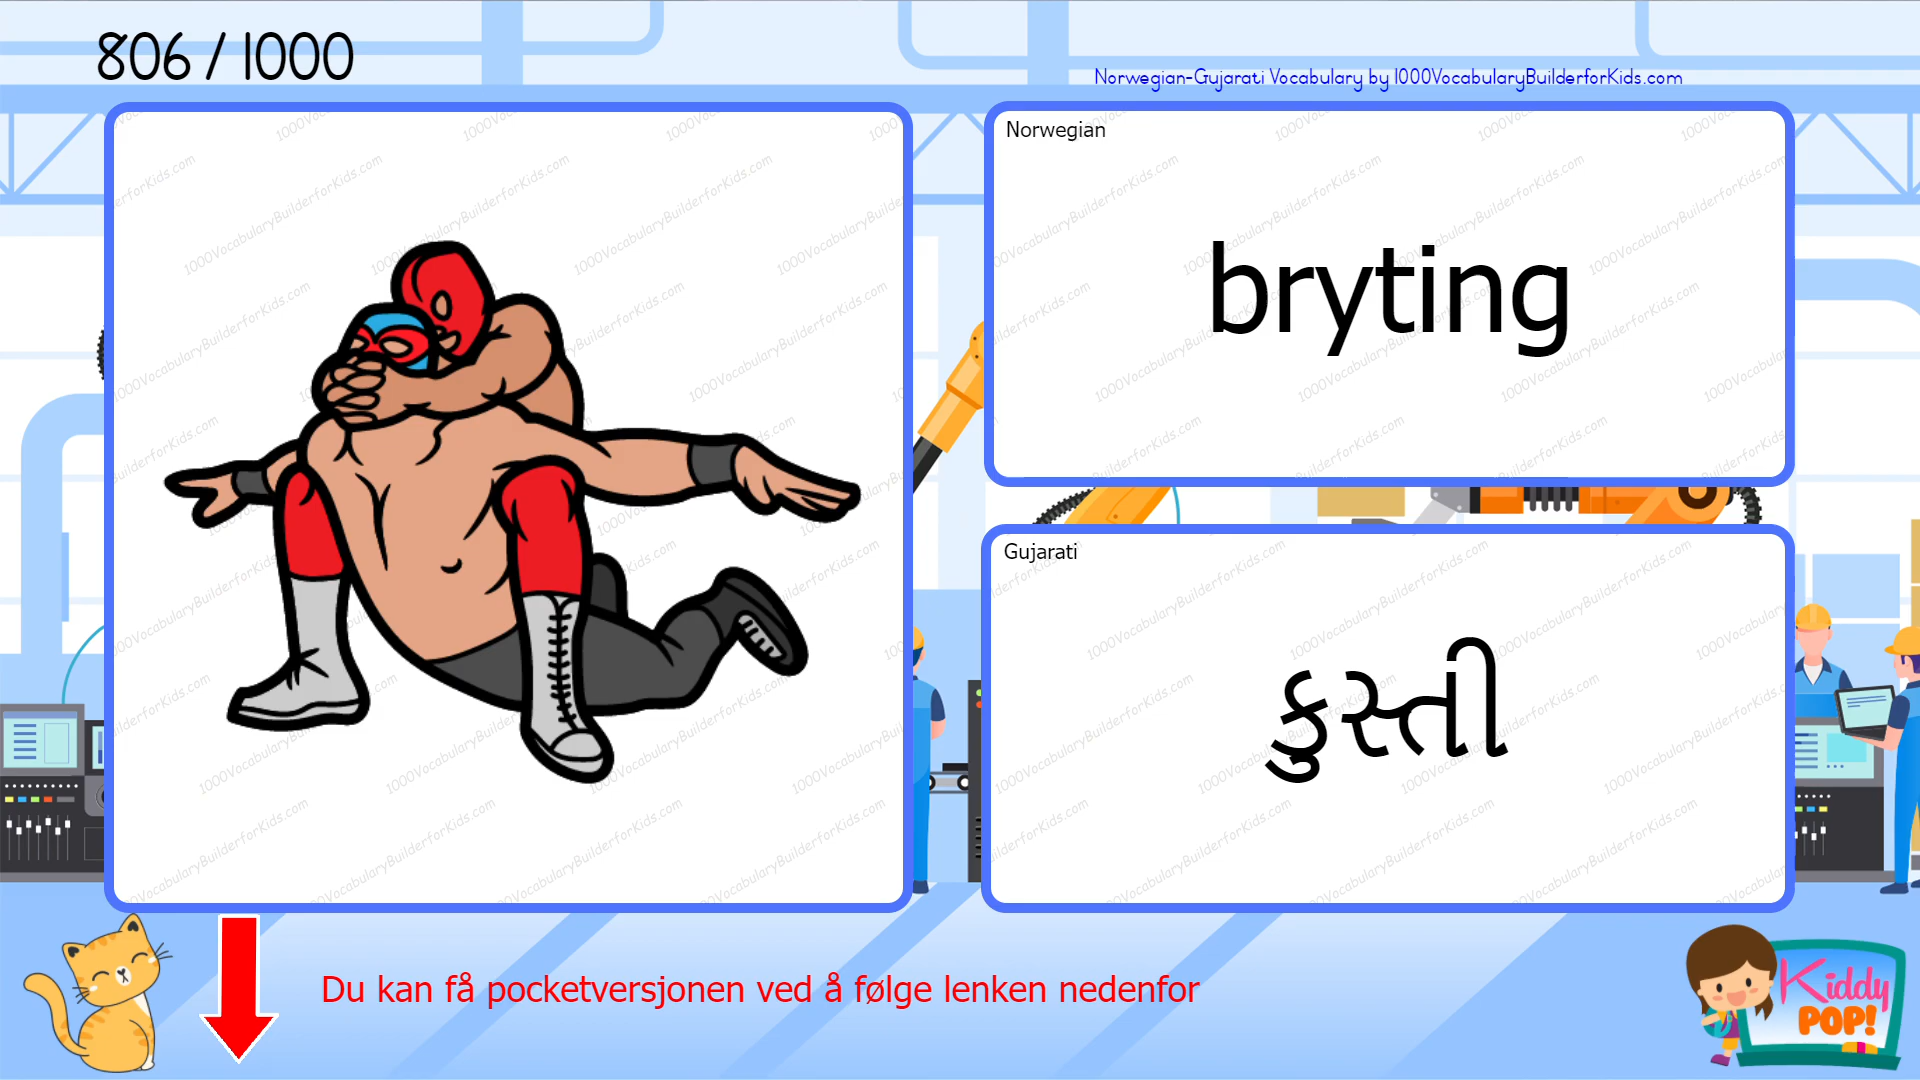 806 / 1000
Norwegian-Gujarati Vocabulary by 1000VocabularyBuilderforKids.com
Norwegian
bryting
Gujarati
કુસ્તી
Du kan få pocketversjonen ved å følge lenken nedenfor
Kiddy
POP!